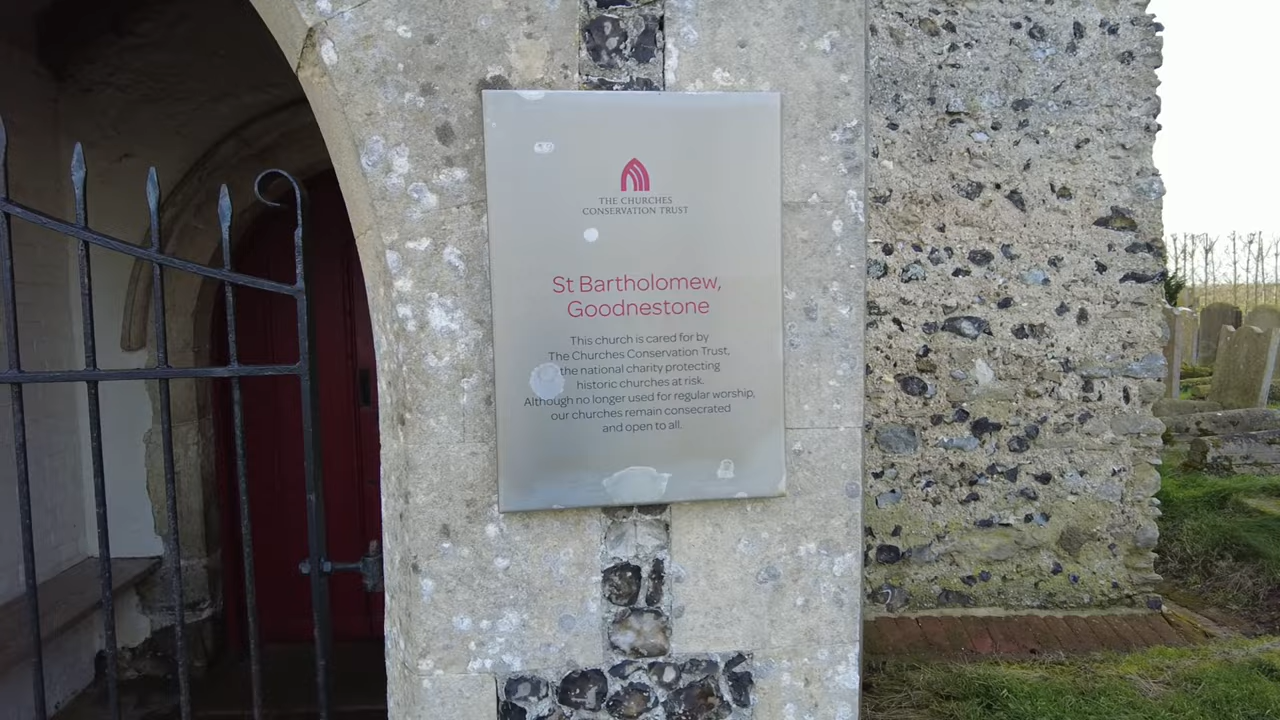 THE CHURCHES
CONSERVATION TRUST
St Bartholomew,
Goodnestone
This church is cared for by
The Churches Conservation Trust,
the national charity protecting
historic churches at risk.
Although no longer used for regular worship,
our churches remain consecrated
and open to all.